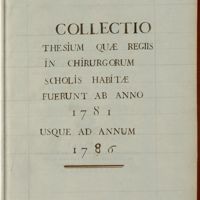 COLLECTIO
THESIUM QUÆ REGIIS
IN CHIRURGORUM
SCHOLIS HABITÆ
FUERUNT AB ANNO
1781
USQUE AD ANNUM
1786